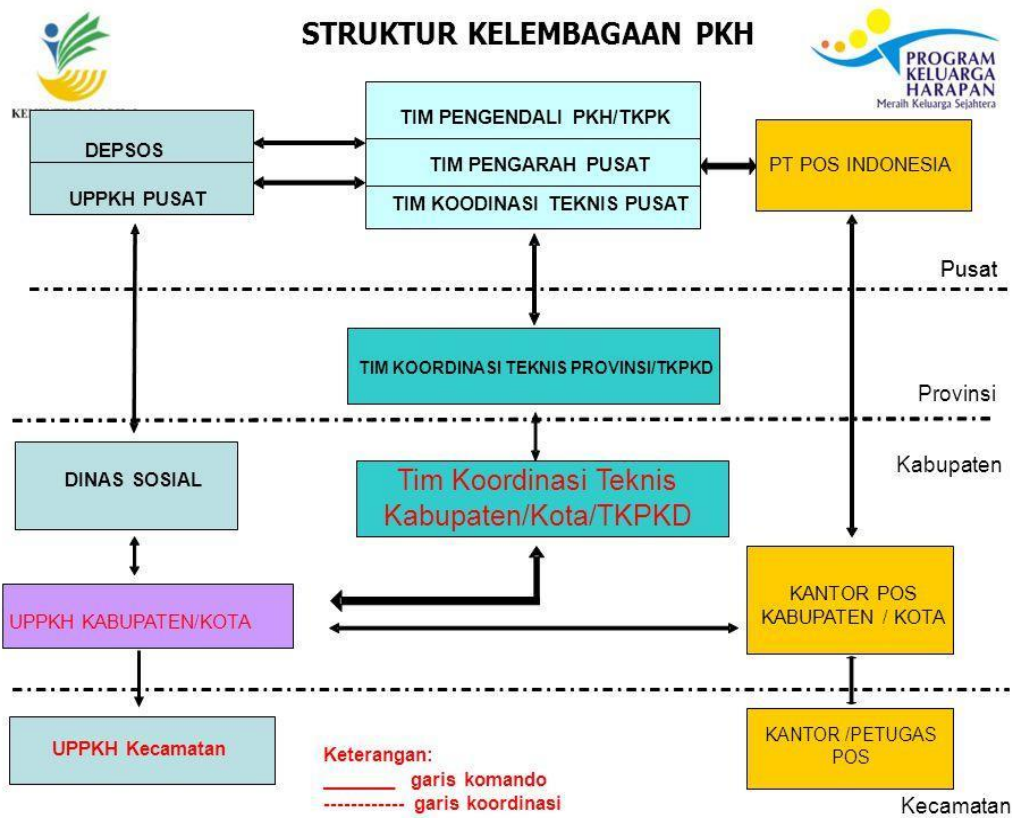 STRUKTUR KELEMBAGAAN PKH
PROGRAM
KELUARGA
HARAPAN
Meraih Keluarga Sejahtera
TIM PENGENDALI PKH/TKPK
DEPSOS
TIM PENGARAH PUSAT
PT POS INDONESIA
UPPKH PUSAT
TIM KOODINASI TEKNIS PUSAT
Pusat
TIM KOORDINASI TEKNIS PROVINSI/TKPKD
Provinsi
Kabupaten
DINAS SOSIAL
Tim Koordinasi Teknis
Kabupaten/Kota/TKPKD
UPPKH KABUPATEN/KOTA
KANTOR POS
KABUPATEN / KOTA
UPPKH Kecamatan
KANTOR /PETUGAS
POS
Keterangan:
________ garis komando
------------ garis koordinasi
Kecamatan